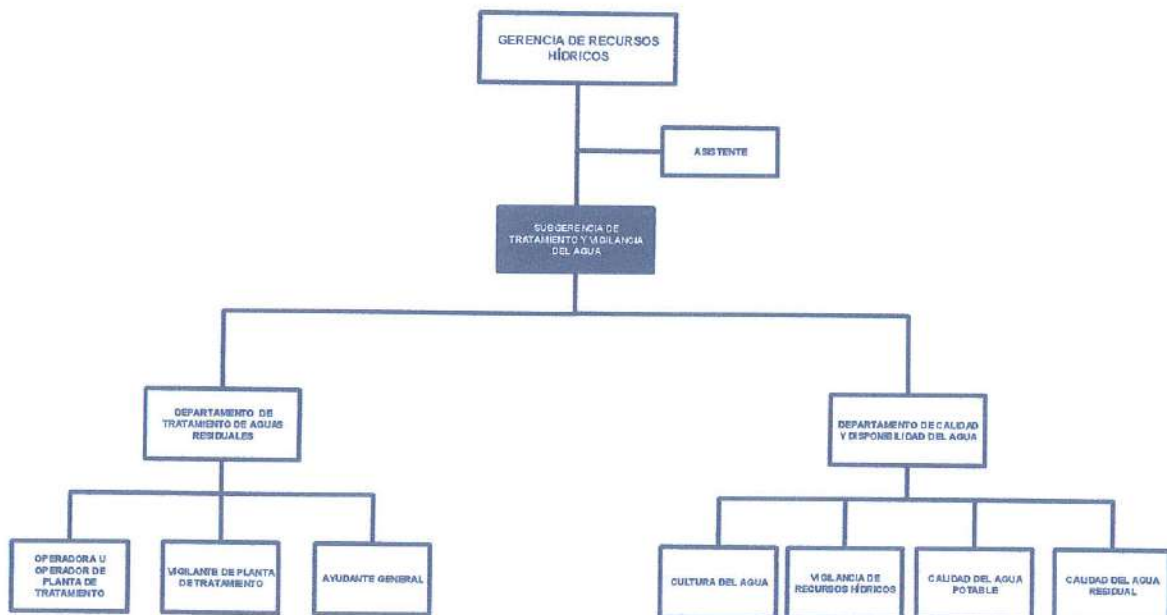 GERENCIA DE RECURSOS
HÍDRICOS
ASISTENTE
SUBGERENCIA DE
TRATAMIENTO Y VIGILANCIA
DEL AGUA
DEPARTAMENTO DE
TRATAMIENTO DE AGUAS
RESIDUALES
DEPARTAMENTO DE CALIDAD
Y DISPONIBILIDAD DEL AGUA
OPERADORA U
OPERADOR DE
PLANTA DE
TRATAMIENTO
VIGILANTE DE PLANTA
DE TRATAMIENTO
AYUDANTE GENERAL
CULTURA DEL AGUA
VIGILANCIA DE
RECURSOS HÍDRICOS
CALIDAD DEL AGUA
POTABLE
CALIDAD DEL AGUA
RESIDUAL